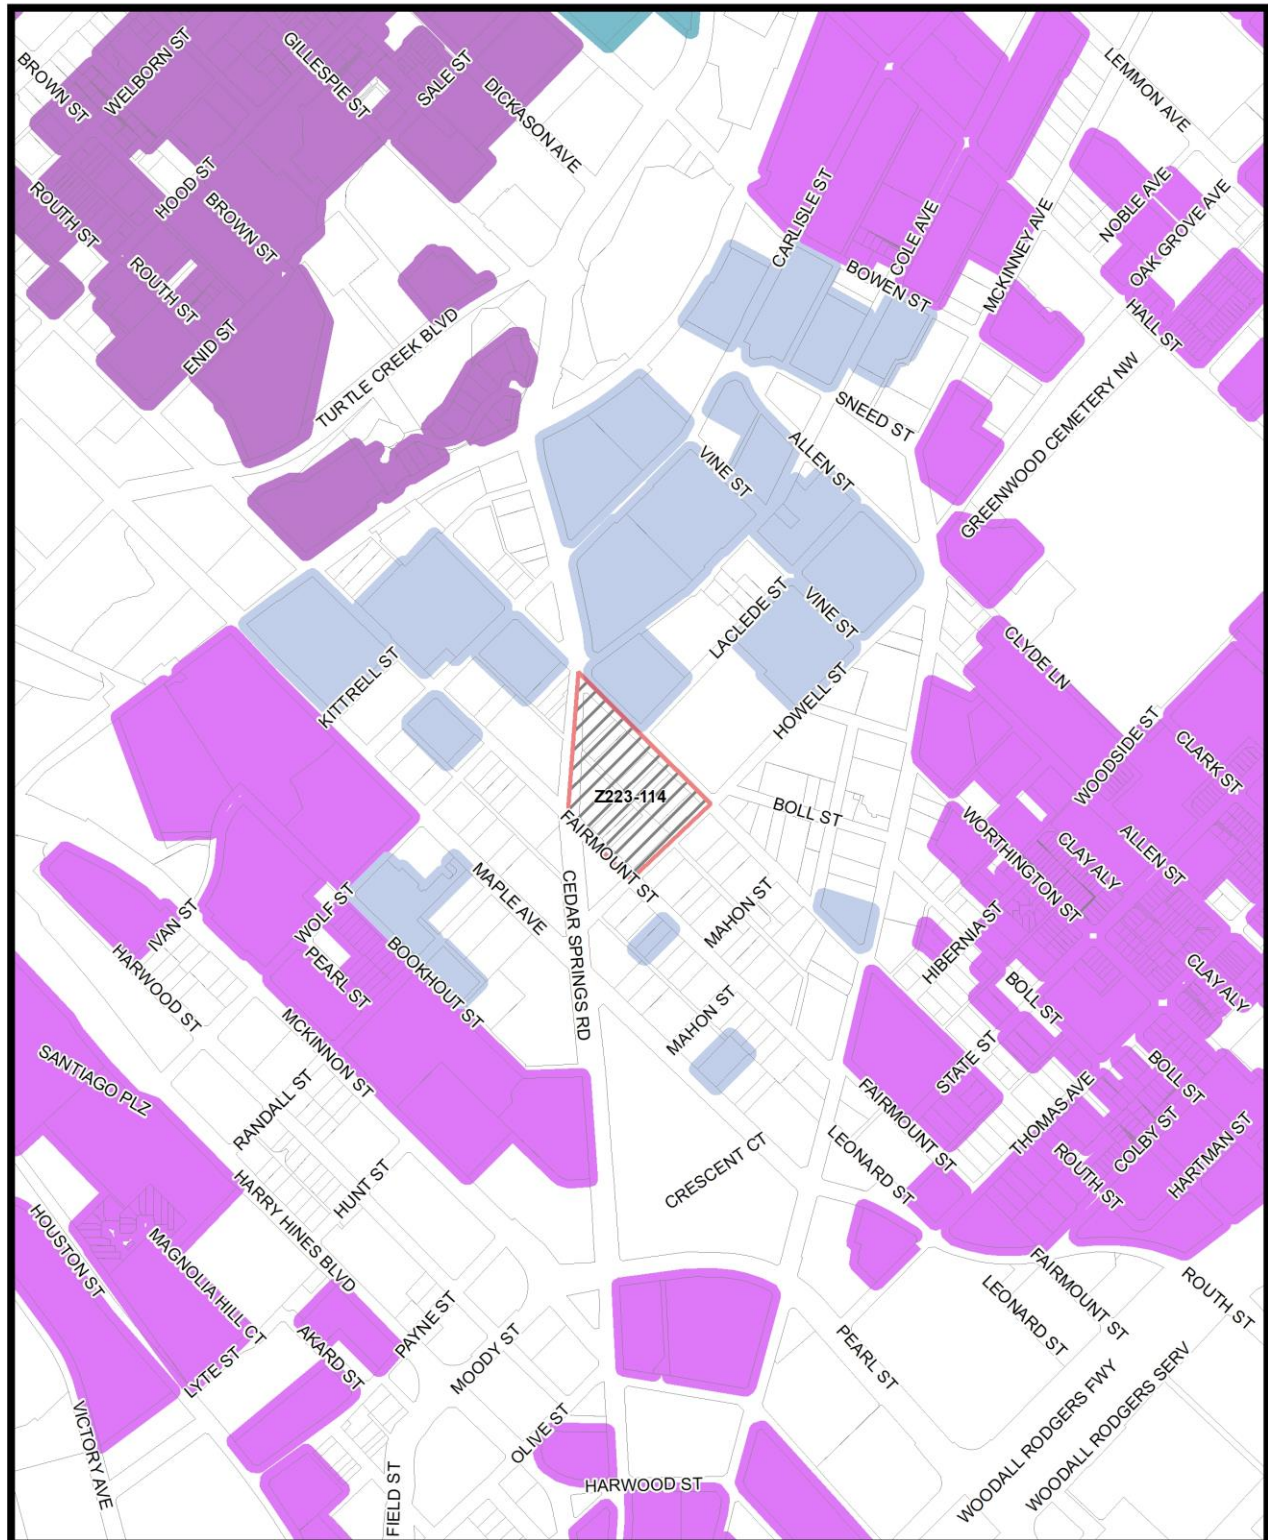 BROWN ST
WELBORN ST
GILLESPIE ST
SALE ST
DICKASON AVE
LEMMON AVE
ROUTH ST
HOOD ST
BROWN ST
CARLISLE ST
COLE AVE
MCKINNEY AVE
NOBLE AVE
OAK GROVE AVE
ROUTH ST
BOWEN ST
HALL ST
ENID ST
TURTLE CREEK BLVD
SNEED ST
GREENWOOD CEMETERY NW
VINE ST
ALLEN ST
LACLEDE ST
VINE ST
CLYDE LN
KITTRELL ST
HOWELL ST
WOODSIDE ST
CLARK ST
Z223-114
BOLL ST
FAIRMOUNT ST
WORTHINGTON ST
CLAY ALY
ALLEN ST
MAPLE AVE
CEDAR SPRINGS RD
MAHON ST
IVAN ST
WOLF ST
HIBERNIA ST
HARWOOD ST
PEARL ST
BOOKHOUT ST
CLAY ALY
BOLL ST
MAHON ST
MCKINNON ST
STATE ST
SANTIAGO PLZ
RANDALL ST
FAIRMOUNT ST
THOMAS AVE
BOLL ST
COLBY ST
HARTMAN ST
HUNT ST
CRESCENT CT
LEONARD ST
ROUTH ST
HARRY HINES BLVD
HOUSTON ST
MAGNOLIA HILL CT
FAIRMOUNT ST
LEONARD ST
ROUTH ST
PAYNE ST
AKARD ST
MOODY ST
PEARL ST
LYTE ST
OLIVE ST
VICTORY AVE
FIELD ST
HARWOOD ST
WOODALL RODGERS FWY
WOODALL RODGERS SERV